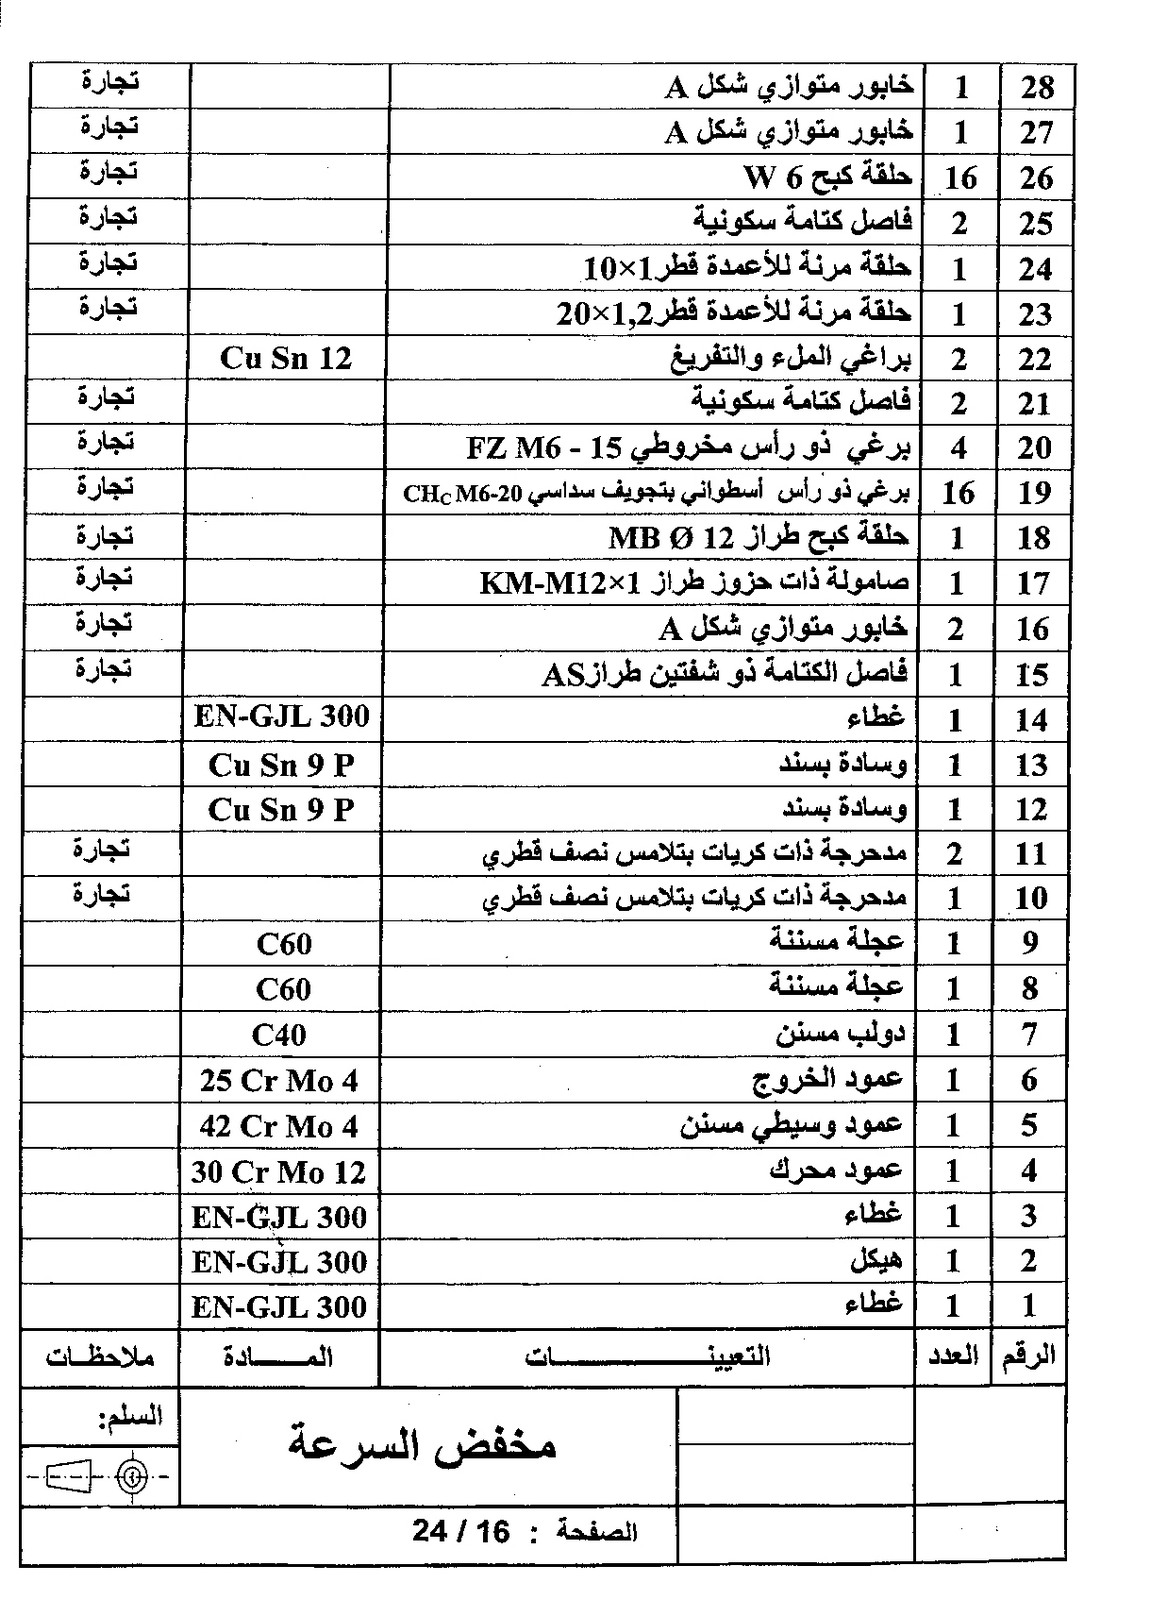 28 1 خابور متوازي شكل A تجارة
27 1 خابور متوازي شكل A تجارة
26 16 حلقة كبح W 6 تجارة
25 2 فاصل كتامة سكونية تجارة
24 1 حلقة مرنة للأعمدة قطر 10×1 تجارة
23 1 حلقة مرنة للأعمدة قطر 20×1,2 تجارة
22 2 براغي الملء والتفريغ Cu Sn 12
21 2 فاصل كتامة سكونية تجارة
20 4 برغي ذو رأس مخروطي FZ M6 - 15 تجارة
19 16 برغي ذو رأس أسطواني بتجويف سداسي CHC M6-20 تجارة
18 1 حلقة كبح طراز MB Ø 12 تجارة
17 1 صامولة ذات حزوز طراز KM-M12×1 تجارة
16 2 خابور متوازي شكل A تجارة
15 1 فاصل الكتامة ذو شفتين طراز AS تجارة
14 1 غطاء EN-GJL 300
13 1 وسادة بسند Cu Sn 9 P
12 1 وسادة بسند Cu Sn 9 P
11 2 مدحرجة ذات كريات بتلامس نصف قطري تجارة
10 1 مدحرجة ذات كريات بتلامس نصف قطري تجارة
9 1 عجلة مسننة C60
8 1 عجلة مسننة C60
7 1 دولب مسنن C40
6 1 عمود الخروج 25 Cr Mo 4
5 1 عمود وسيطي مسنن 42 Cr Mo 4
4 1 عمود محرك 30 Cr Mo 12
3 1 غطاء EN-GJL 300
2 1 هيكل EN-GJL 300
1 1 غطاء EN-GJL 300
الرقم العدد التعيينـــات المـــادة ملاحظـات
مخفض السرعة
السلم:
الصفحة : 16 / 24